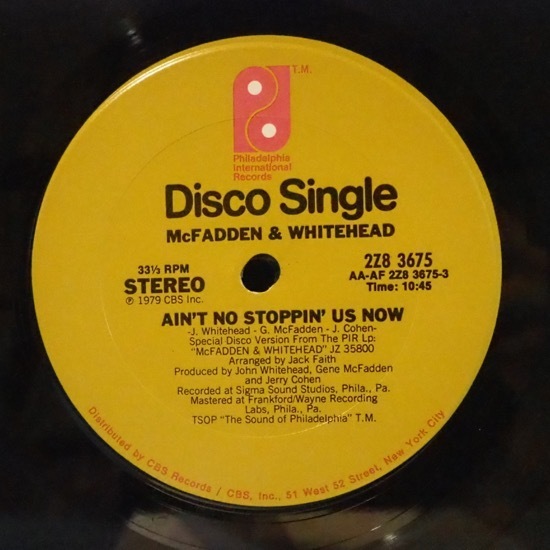 T.M.
Philadelphia
International
Records
Disco Single
McFADDEN & WHITEHEAD
33⅓ RPM
STEREO
℗ 1979 CBS Inc.
2Z8 3675
AA-AF 2Z8 3675-3
Time: 10:45
AIN'T NO STOPPIN' US NOW
-J. Whitehead - G. McFadden - J. Cohen-
Special Disco Version From The PIR Lp:
"McFADDEN & WHITEHEAD" JZ 35800
Arranged by Jack Faith
Produced by John Whitehead, Gene McFadden
and Jerry Cohen
Recorded at Sigma Sound Studios, Phila., Pa.
Mastered at Frankford/Wayne Recording
Labs, Phila., Pa.
TSOP "The Sound of Philadelphia" T.M.
Distributed by CBS Records / CBS, Inc., 51 West 52 Street, New York City